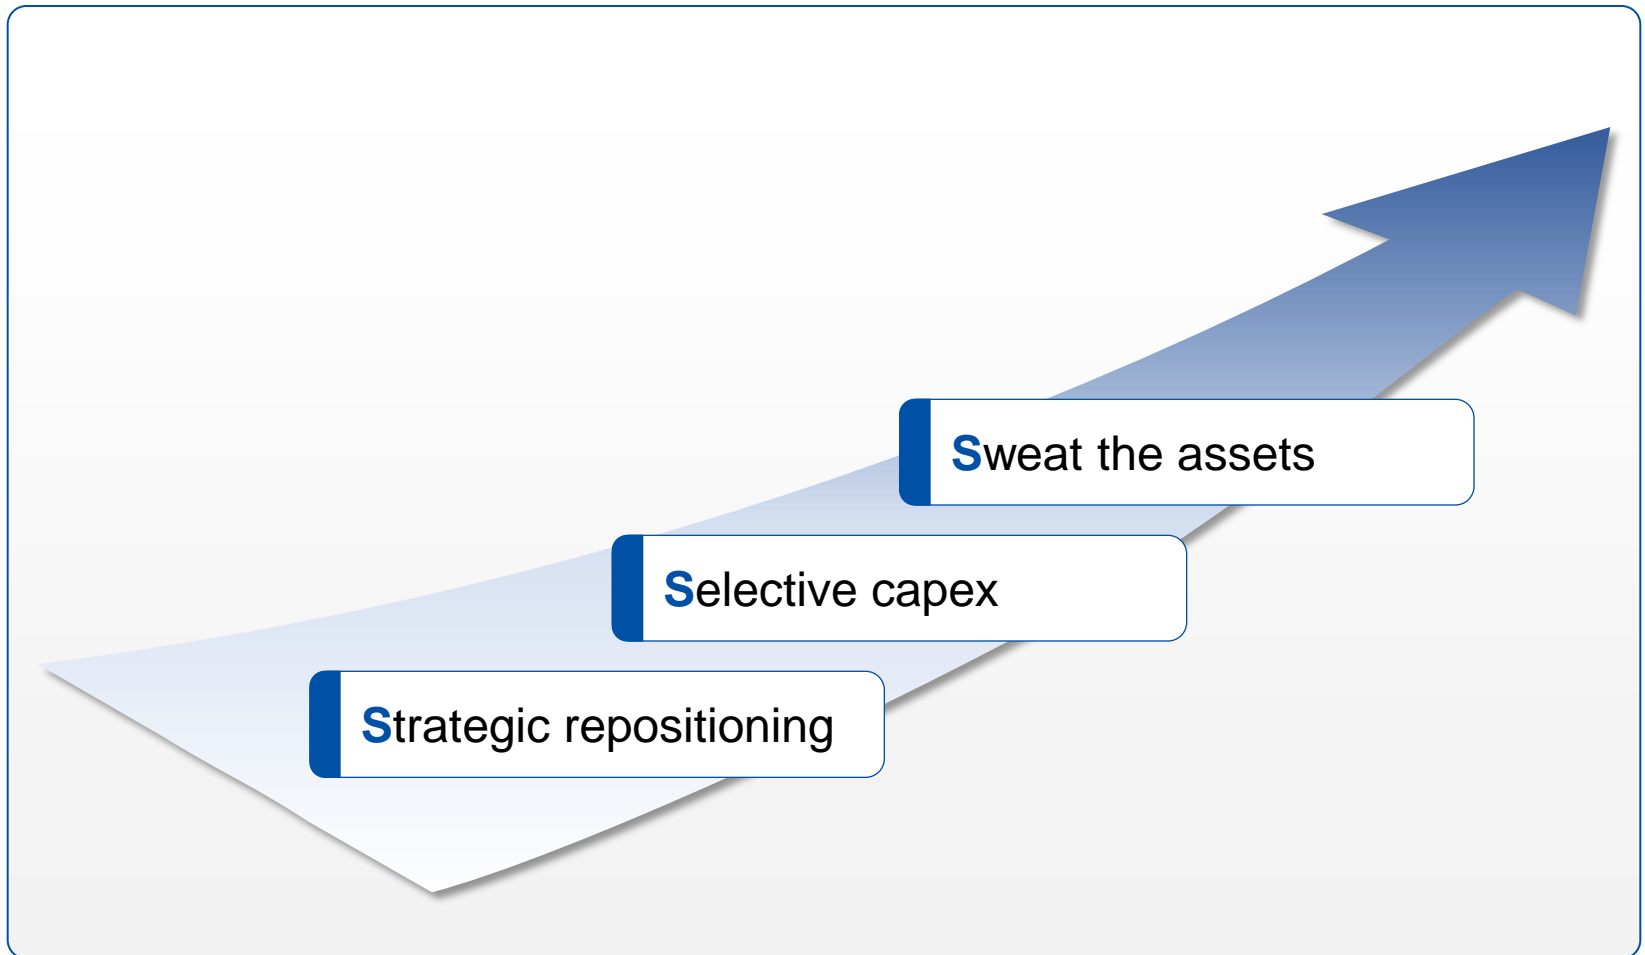 Sweat the assets
Selective capex
Strategic repositioning